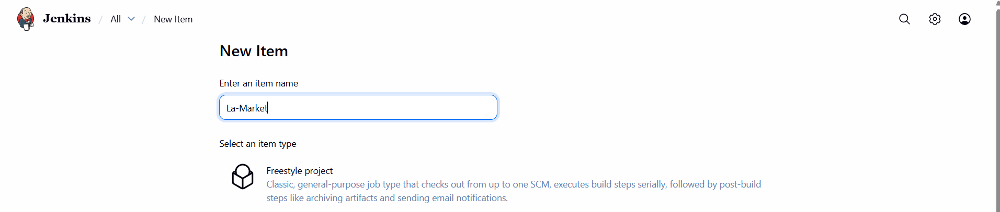 Jenkins / All / New Item
New Item
Enter an item name
La-Market
Select an item type
Freestyle project
Classic, general-purpose job type that checks out from up to one SCM, executes build steps serially, followed by post-build
steps like archiving artifacts and sending email notifications.